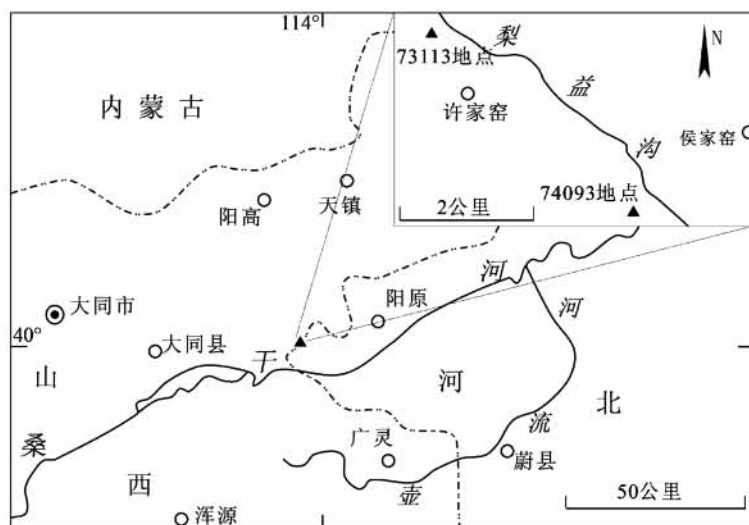 114°
N
梨益沟
73113地点
许家窑
侯家窑
74093地点
2公里
内蒙古
阳高
天镇
大同市
阳原
40°
大同县
桑干河
山西
河北
壶流河
广灵
蔚县
浑源
50公里